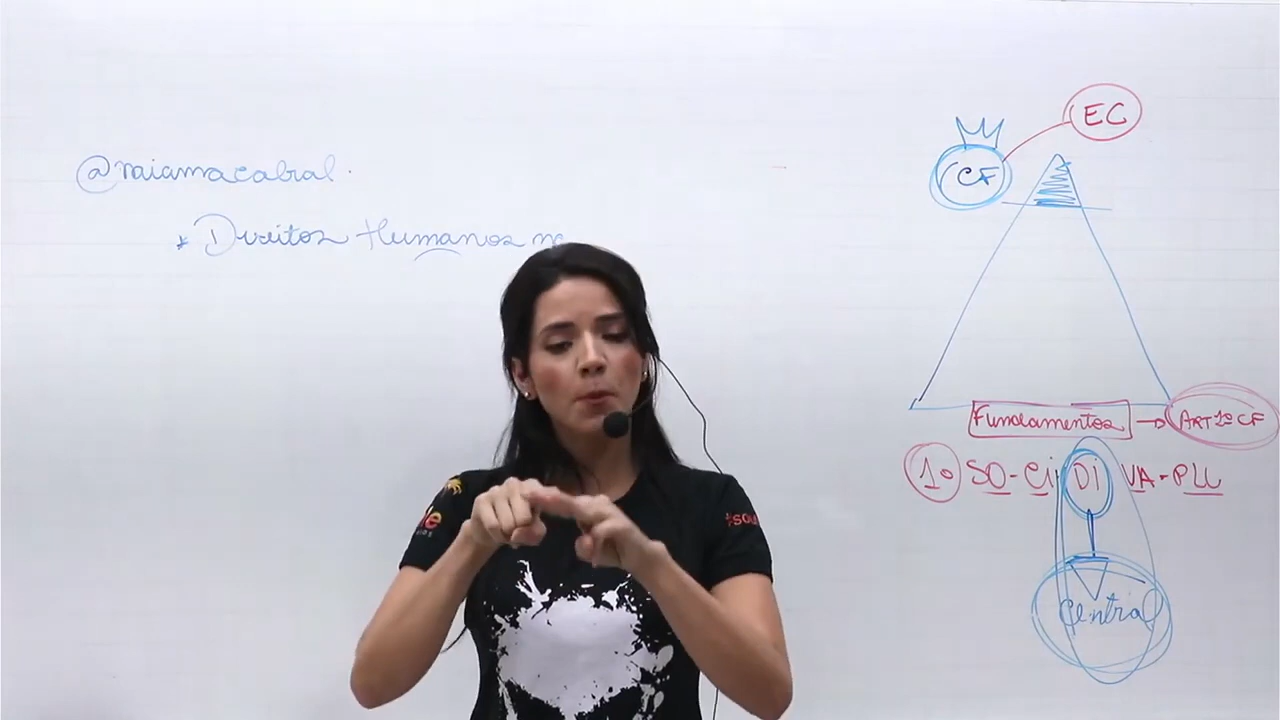 @naiamacabral
* Direitos Humanos
EC
CF
Fundamentos → ART 1º CF
1º SO - Ci DI VA - PLU
Central